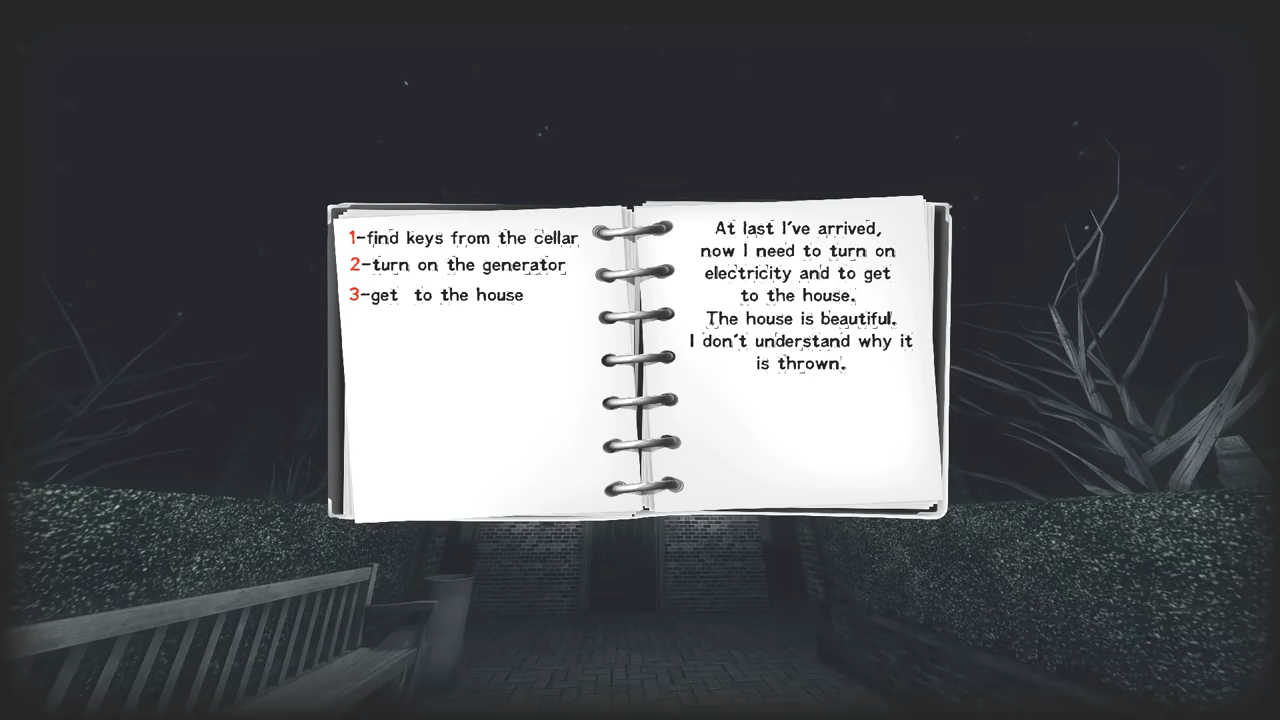 1-find keys from the cellar
2-turn on the generator
3-get to the house
At last I've arrived,
now I need to turn on
electricity and to get
to the house.
The house is beautiful.
I don't understand why it
is thrown.